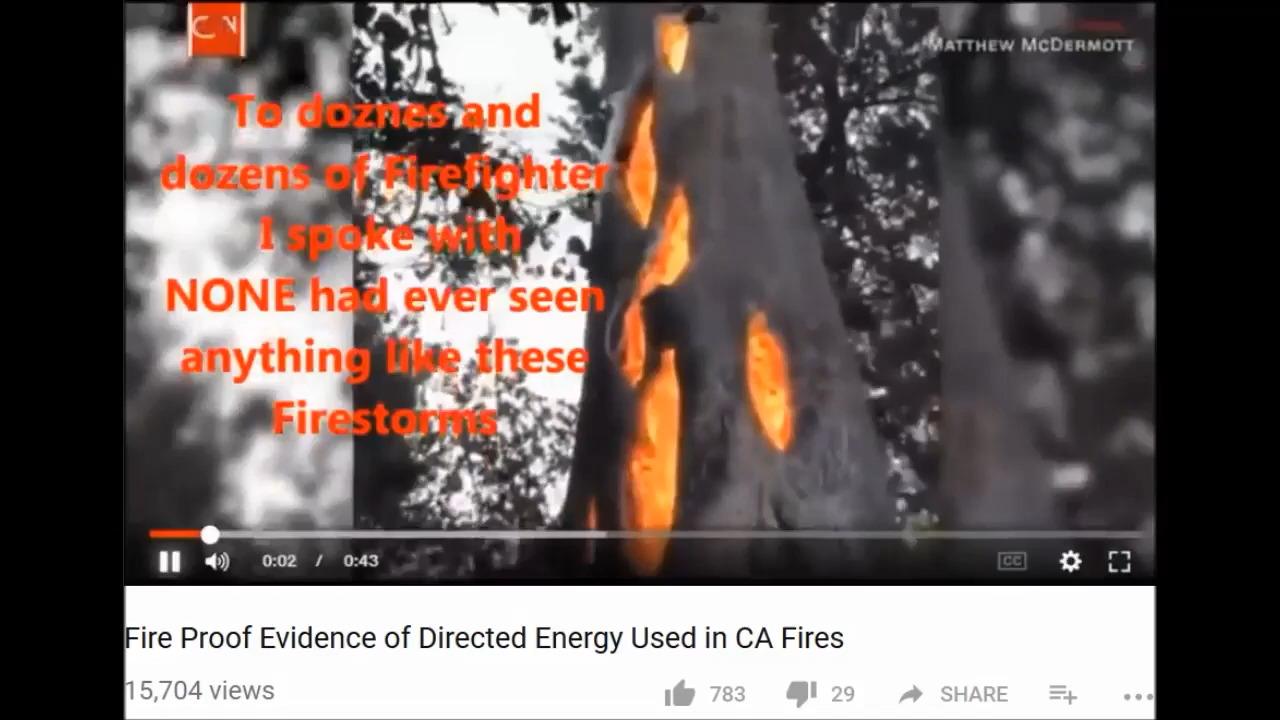 CN
MATTHEW MCDERMOTT
To doznes and
dozens of Firefighter
I spoke with
NONE had ever seen
anything like these
Firestorms
0:02 / 0:43
CC
Fire Proof Evidence of Directed Energy Used in CA Fires
15,704 views
783
29
SHARE